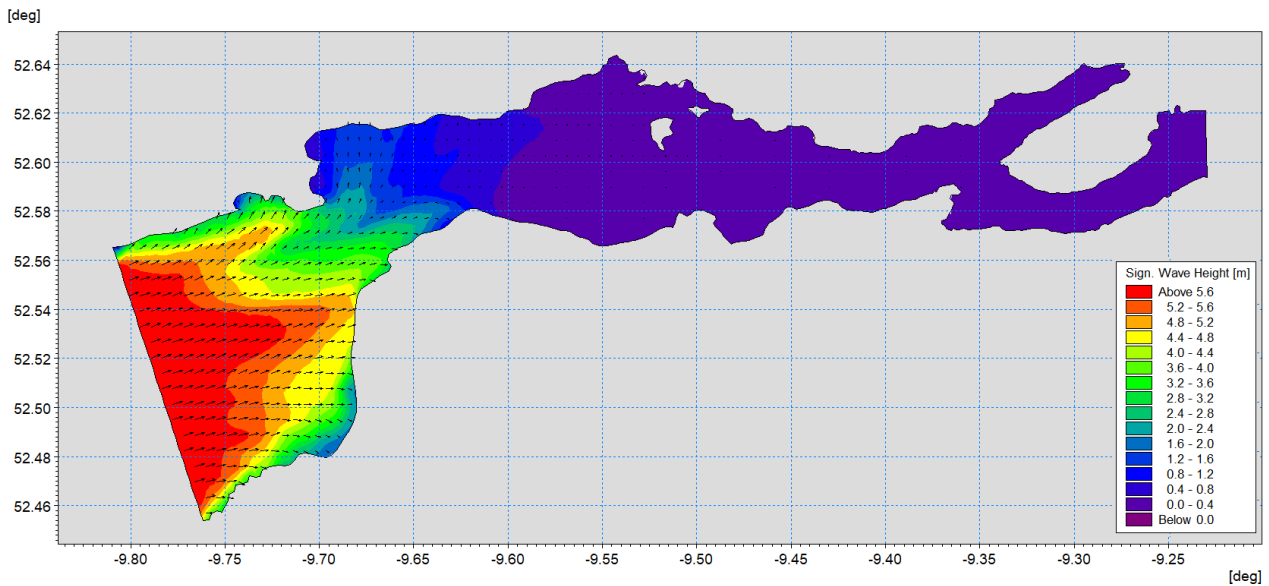 [deg]
52.64
52.62
52.60
52.58
52.56
52.54
52.52
52.50
52.48
52.46
Sign. Wave Height [m]
Above 5.6
5.2 - 5.6
4.8 - 5.2
4.4 - 4.8
4.0 - 4.4
3.6 - 4.0
3.2 - 3.6
2.8 - 3.2
2.4 - 2.8
2.0 - 2.4
1.6 - 2.0
1.2 - 1.6
0.8 - 1.2
0.4 - 0.8
0.0 - 0.4
Below 0.0
-9.80 -9.75 -9.70 -9.65 -9.60 -9.55 -9.50 -9.45 -9.40 -9.35 -9.30 -9.25
[deg]